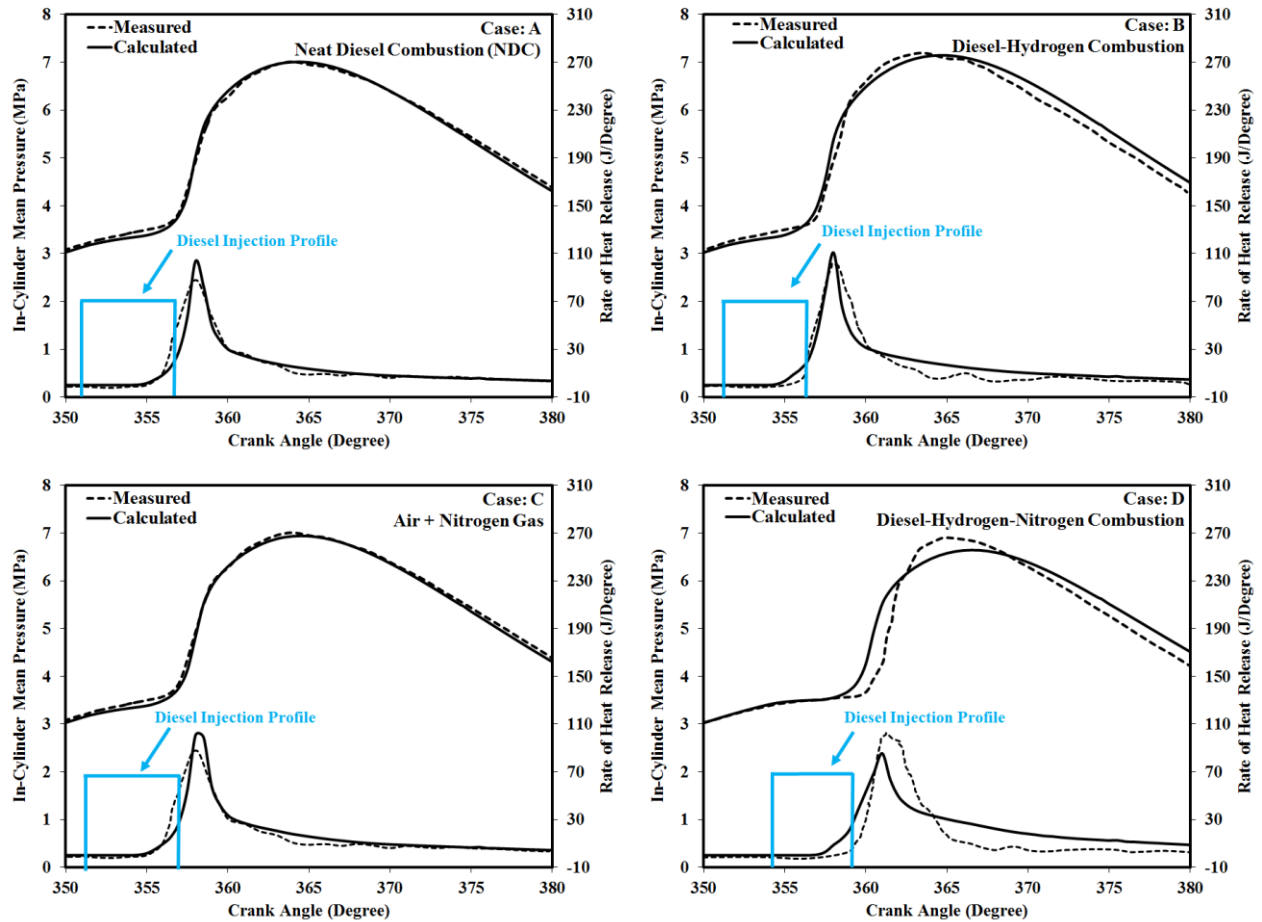 Measured
Calculated
Case: A
Neat Diesel Combustion (NDC)
Diesel Injection Profile
In-Cylinder Mean Pressure (MPa)
Rate of Heat Release (J/Degree)
8
7
6
5
4
3
2
1
0
310
270
230
190
150
110
70
30
-10
350 355 360 365 370 375 380
Crank Angle (Degree)
Measured
Calculated
Case: B
Diesel-Hydrogen Combustion
Diesel Injection Profile
In-Cylinder Mean Pressure (MPa)
Rate of Heat Release (J/Degree)
8
7
6
5
4
3
2
1
0
310
270
230
190
150
110
70
30
-10
350 355 360 365 370 375 380
Crank Angle (Degree)
Measured
Calculated
Case: C
Air + Nitrogen Gas
Diesel Injection Profile
In-Cylinder Mean Pressure (MPa)
Rate of Heat Release (J/Degree)
8
7
6
5
4
3
2
1
0
310
270
230
190
150
110
70
30
-10
350 355 360 365 370 375 380
Crank Angle (Degree)
Measured
Calculated
Case: D
Diesel-Hydrogen-Nitrogen Combustion
Diesel Injection Profile
In-Cylinder Mean Pressure (MPa)
Rate of Heat Release (J/Degree)
8
7
6
5
4
3
2
1
0
310
270
230
190
150
110
70
30
-10
350 355 360 365 370 375 380
Crank Angle (Degree)